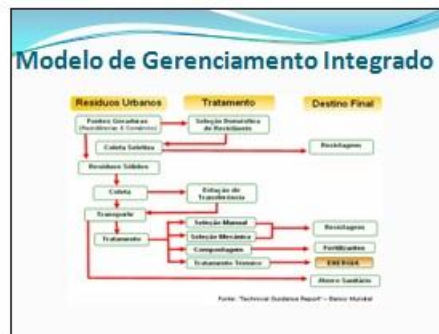 Modelo de Gerenciamento Integrado
Resíduos Urbanos
Tratamento
Destino Final
Fontes Geradoras
(Residências & Comércio)
Seleção Doméstica
de Recicláveis
Coleta Seletiva
Reciclagem
Resíduos Sólidos
Coleta
Estação de
Transferência
Transporte
Seleção Manual
Reciclagem
Tratamento
Seleção Mecânica
Compostagem
Fertilizantes
Tratamento Térmico
ENERGIA
Aterro Sanitário
Fonte: "Technical Guidance Report" – Banco Mundial